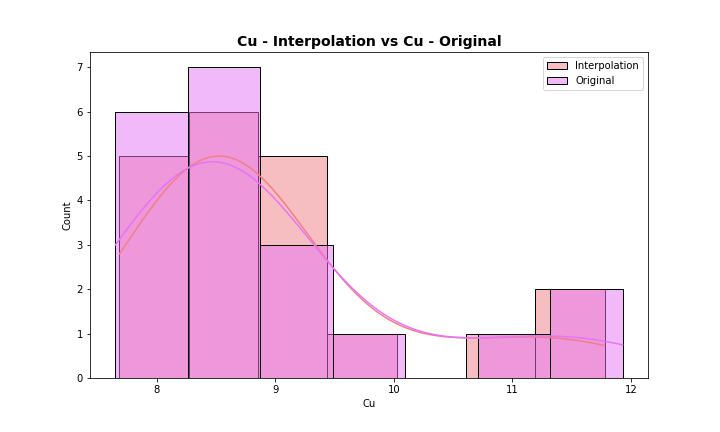 Cu - Interpolation vs Cu - Original
Interpolation
Original
7
6
5
4
3
2
1
0
Count
8 9 10 11 12
Cu